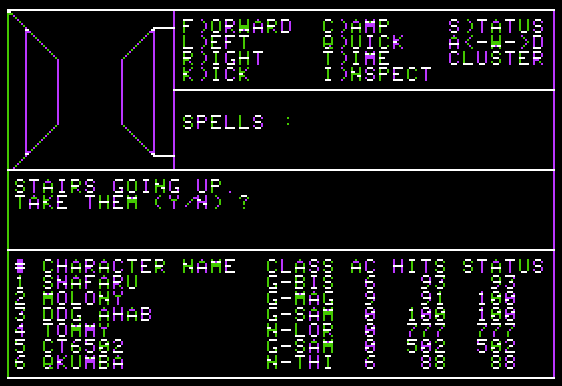 F)ORWARD C)AMP S)TATUS
L)EFT Q)UICK A<-W->D
R)IGHT T)IME CLUSTER
K)ICK I)NSPECT
SPELLS :
STAIRS GOING UP.
TAKE THEM (Y/N) ?
# CHARACTER NAME CLASS AC HITS STATUS
1 SNAFARU G-BIS 6 93 93
2 MOLONY G-MAG 9 91 100
3 DOG AHAB G-SAM 0 100 100
4 TOMMY N-LOR 0 777 777
5 CT6502 G-SAM 0 502 502
6 QKUMBA N-THI 6 88 88